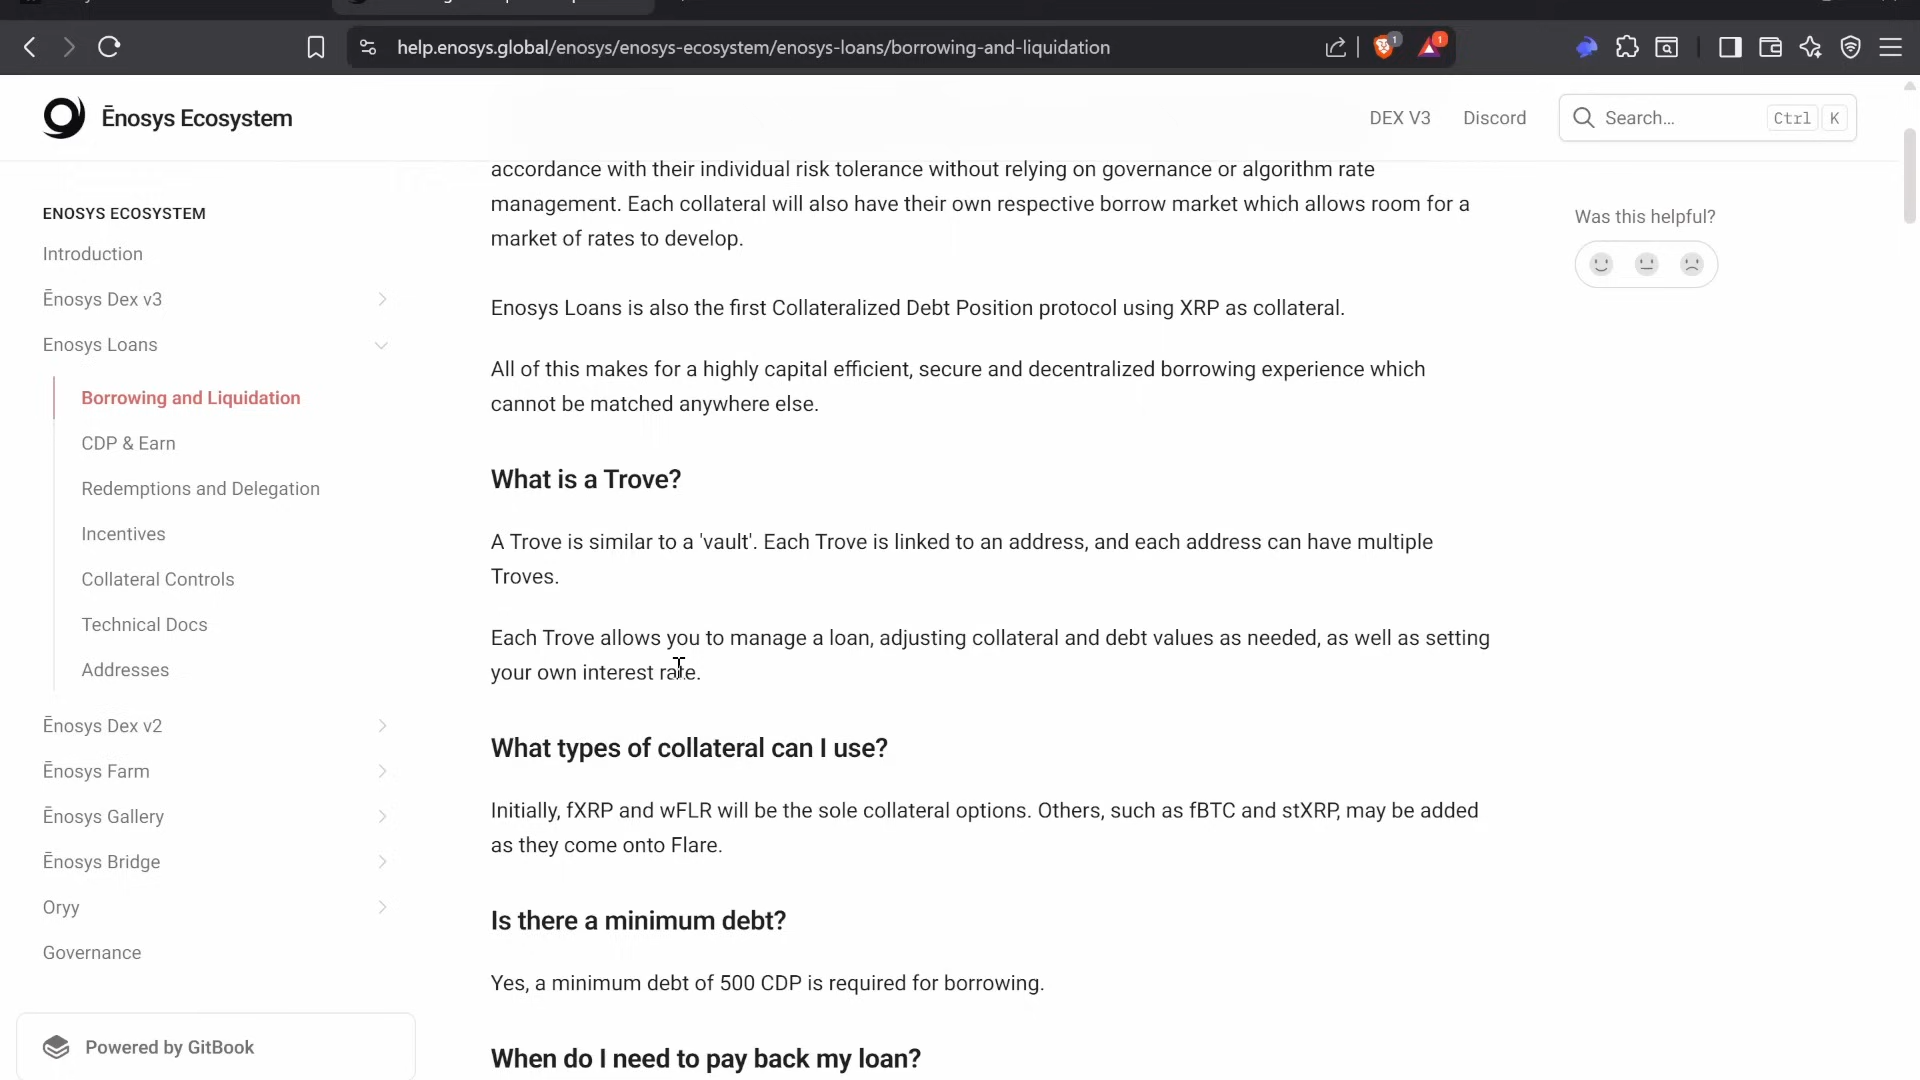 help.enosys.global/enosys/enosys-ecosystem/enosys-loans/borrowing-and-liquidation
1
1
Ēnosys Ecosystem
DEX V3
Discord
Search...
Ctrl
K
ENOSYS ECOSYSTEM
Introduction
Ēnosys Dex v3
Enosys Loans
Borrowing and Liquidation
CDP & Earn
Redemptions and Delegation
Incentives
Collateral Controls
Technical Docs
Addresses
Ēnosys Dex v2
Ēnosys Farm
Ēnosys Gallery
Ēnosys Bridge
Oryy
Governance
Powered by GitBook
accordance with their individual risk tolerance without relying on governance or algorithm rate
management. Each collateral will also have their own respective borrow market which allows room for a
market of rates to develop.
Enosys Loans is also the first Collateralized Debt Position protocol using XRP as collateral.
All of this makes for a highly capital efficient, secure and decentralized borrowing experience which
cannot be matched anywhere else.
What is a Trove?
A Trove is similar to a 'vault'. Each Trove is linked to an address, and each address can have multiple
Troves.
Each Trove allows you to manage a loan, adjusting collateral and debt values as needed, as well as setting
your own interest rate.
What types of collateral can I use?
Initially, fXRP and wFLR will be the sole collateral options. Others, such as fBTC and stXRP, may be added
as they come onto Flare.
Is there a minimum debt?
Yes, a minimum debt of 500 CDP is required for borrowing.
When do I need to pay back my loan?
Was this helpful?